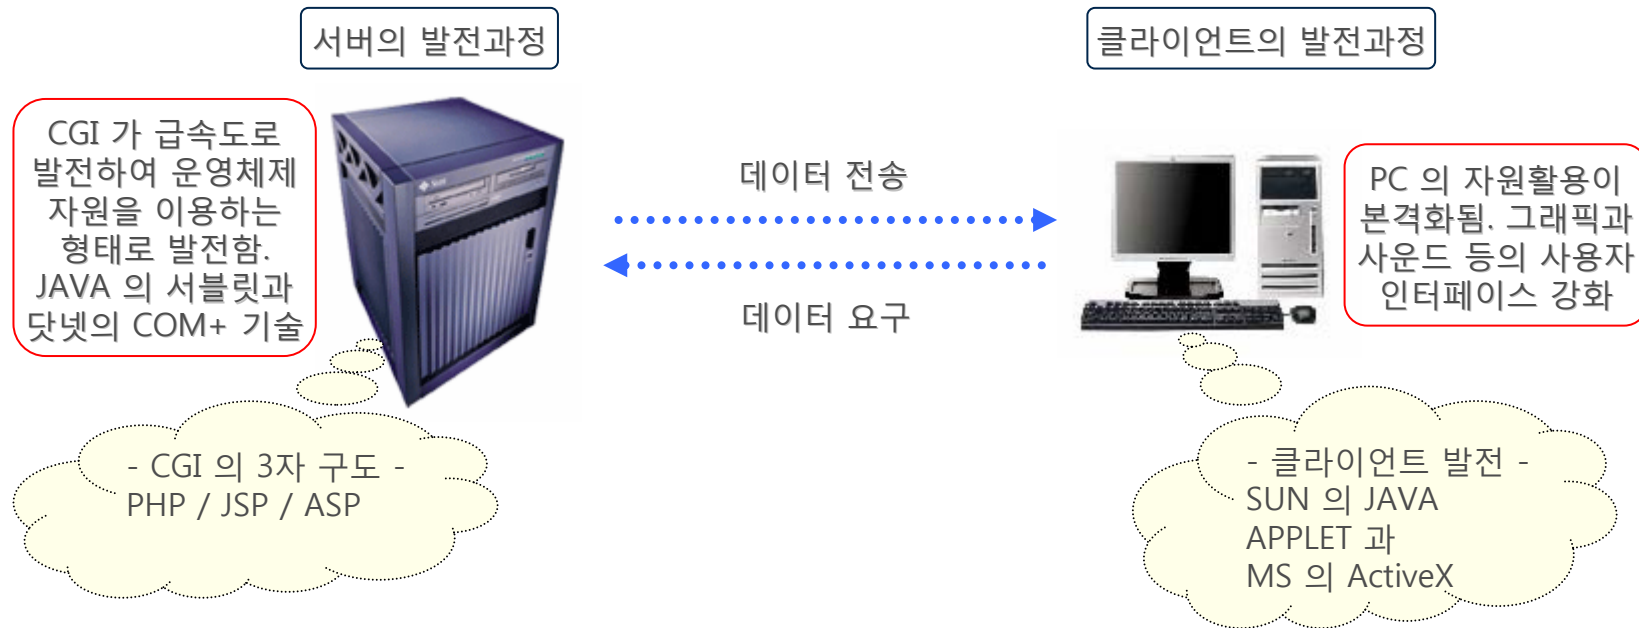 서버의 발전과정
클라이언트의 발전과정
CGI 가 급속도로
발전하여 운영체제
자원을 이용하는
형태로 발전함.
JAVA 의 서블릿과
닷넷의 COM+ 기술
Sun
데이터 전송
데이터 요구
PC 의 자원활용이
본격화됨. 그래픽과
사운드 등의 사용자
인터페이스 강화
- CGI 의 3자 구도 -
PHP / JSP / ASP
- 클라이언트 발전 -
SUN 의 JAVA
APPLET 과
MS 의 ActiveX